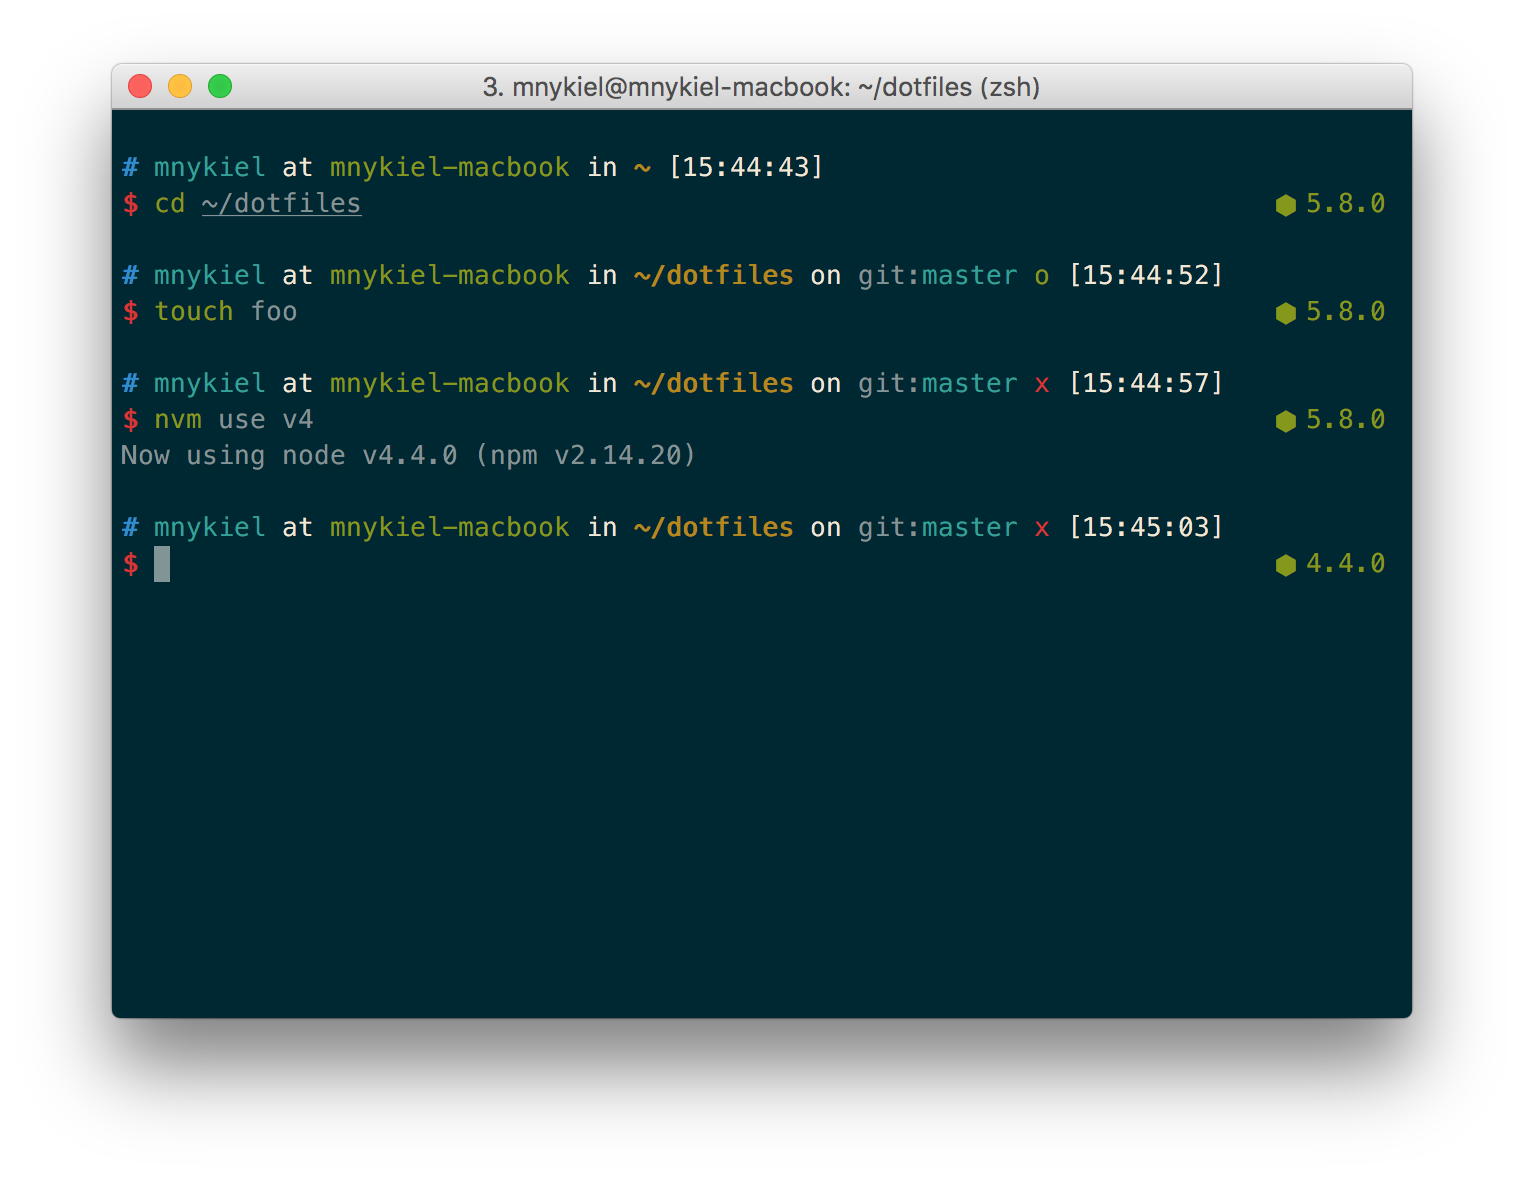 3. mnykiel@mnykiel-macbook: ~/dotfiles (zsh)
# mnykiel at mnykiel-macbook in ~ [15:44:43]
$ cd ~/dotfiles ⬢ 5.8.0
# mnykiel at mnykiel-macbook in ~/dotfiles on git:master o [15:44:52]
$ touch foo ⬢ 5.8.0
# mnykiel at mnykiel-macbook in ~/dotfiles on git:master x [15:44:57]
$ nvm use v4 ⬢ 5.8.0
Now using node v4.4.0 (npm v2.14.20)
# mnykiel at mnykiel-macbook in ~/dotfiles on git:master x [15:45:03]
$ ⬢ 4.4.0